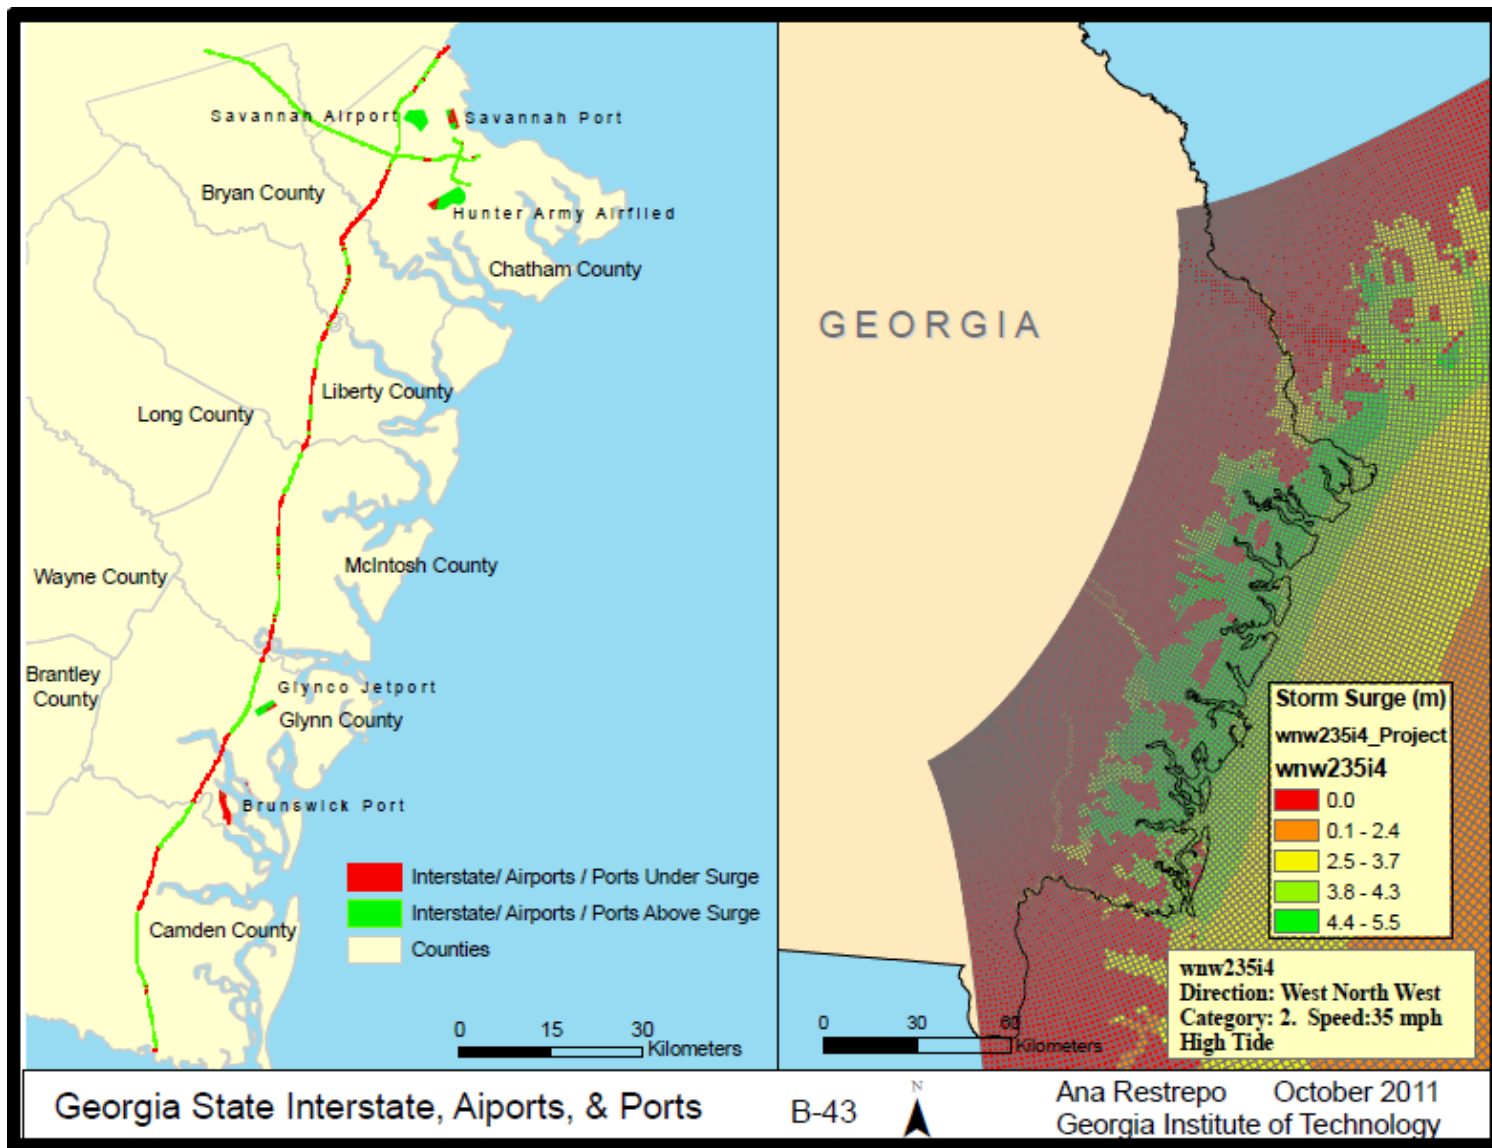 Savannah Airport
Savannah Port
Bryan County
Hunter Army Airfiled
Chatham County
Liberty County
Long County
McIntosh County
Wayne County
Brantley
County
Glynco Jetport
Glynn County
Brunswick Port
Camden County
Interstate/ Airports / Ports Under Surge
Interstate/ Airports / Ports Above Surge
Counties
0 15 30
Kilometers
GEORGIA
Storm Surge (m)
wnw235i4_Project
wnw235i4
0.0
0.1 - 2.4
2.5 - 3.7
3.8 - 4.3
4.4 - 5.5
wnw235i4
Direction: West North West
Category: 2. Speed:35 mph
High Tide
0 30 60
Kilometers
Georgia State Interstate, Aiports, & Ports
B-43
N
Ana Restrepo October 2011
Georgia Institute of Technology